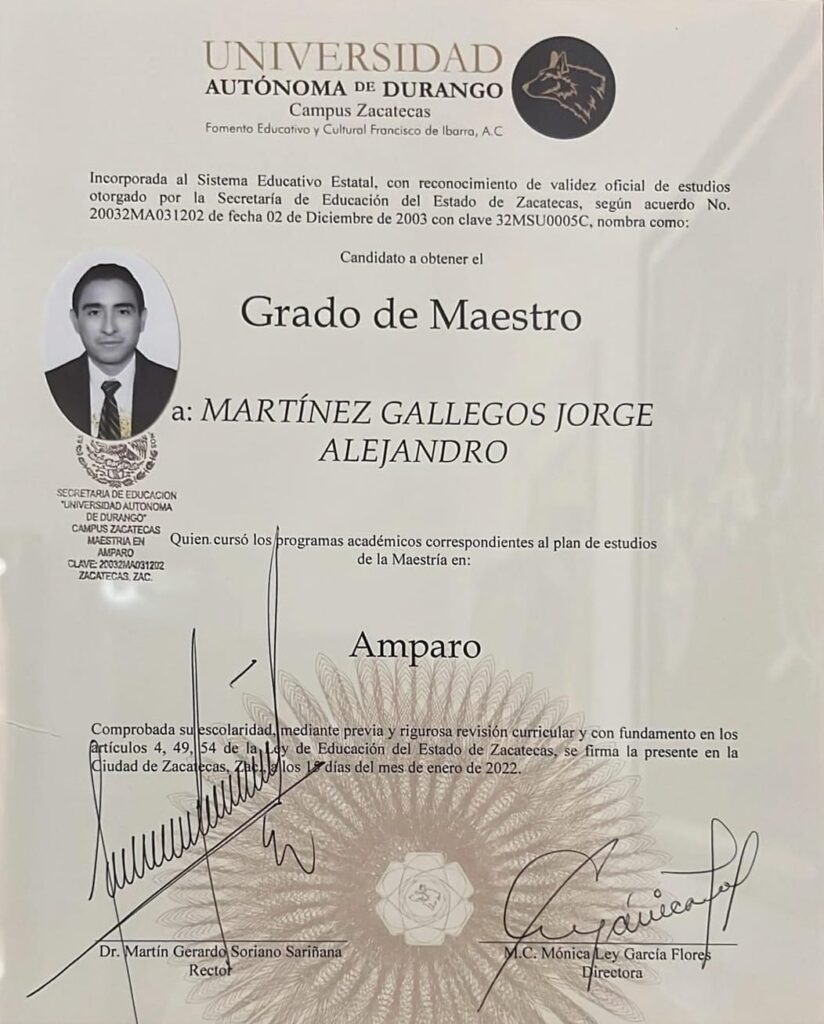 UNIVERSIDAD
AUTÓNOMA DE DURANGO
Campus Zacatecas
Fomento Educativo y Cultural Francisco de Ibarra, A.C
Incorporada al Sistema Educativo Estatal, con reconocimiento de validez oficial de estudios
otorgado por la Secretaría de Educación del Estado de Zacatecas, según acuerdo No.
20032MA031202 de fecha 02 de Diciembre de 2003 con clave 32MSU0005C, nombra como:
Candidato a obtener el
Grado de Maestro
a: MARTÍNEZ GALLEGOS JORGE
ALEJANDRO
SECRETARIA DE EDUCACION
"UNIVERSIDAD AUTONOMA
DE DURANGO"
CAMPUS ZACATECAS
MAESTRIA EN
AMPARO
CLAVE: 20032MA031202
ZACATECAS, ZAC.
Quien cursó los programas académicos correspondientes al plan de estudios
de la Maestría en:
Amparo
Comprobada su escolaridad, mediante previa y rigurosa revisión curricular y con fundamento en los
artículos 4, 49, 54 de la Ley de Educación del Estado de Zacatecas, se firma la presente en la
Ciudad de Zacatecas, Zac., a los días del mes de enero de 2022.
Dr. Martín Gerardo Soriano Sariñana
Rector
M.C. Mónica Ley García Flores
Directora